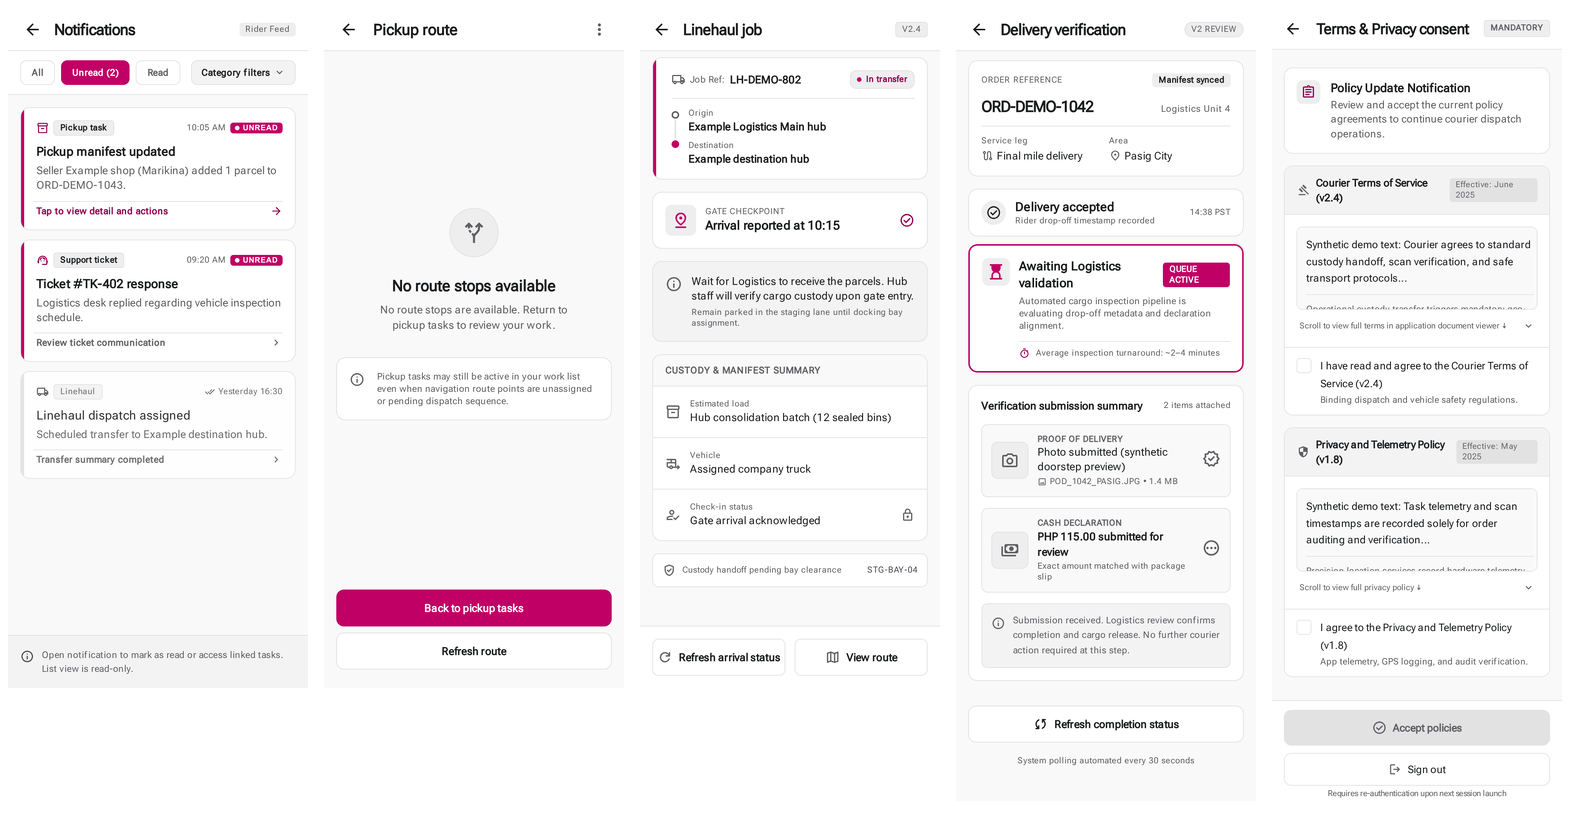 Notifications
Rider Feed
All
Unread (2)
Read
Category filters
Pickup task
10:05 AM
UNREAD
Pickup manifest updated
Seller Example shop (Marikina) added 1 parcel to
ORD-DEMO-1043.
Tap to view detail and actions
Support ticket
09:20 AM
UNREAD
Ticket #TK-402 response
Logistics desk replied regarding vehicle inspection
schedule.
Review ticket communication
Linehaul
Yesterday 16:30
Linehaul dispatch assigned
Scheduled transfer to Example destination hub.
Transfer summary completed
Open notification to mark as read or access linked tasks.
List view is read-only.
Pickup route
No route stops available
No route stops are available. Return to
pickup tasks to review your work.
Pickup tasks may still be active in your work list
even when navigation route points are unassigned
or pending dispatch sequence.
Back to pickup tasks
Refresh route
Linehaul job
V2.4
Job Ref: LH-DEMO-802
In transfer
Origin
Example Logistics Main hub
Destination
Example destination hub
GATE CHECKPOINT
Arrival reported at 10:15
Wait for Logistics to receive the parcels. Hub
staff will verify cargo custody upon gate entry.
Remain parked in the staging lane until docking bay
assignment.
CUSTODY & MANIFEST SUMMARY
Estimated load
Hub consolidation batch (12 sealed bins)
Vehicle
Assigned company truck
Check-in status
Gate arrival acknowledged
Custody handoff pending bay clearance
STG-BAY-04
Refresh arrival status
View route
Delivery verification
V2 REVIEW
ORDER REFERENCE
Manifest synced
ORD-DEMO-1042
Logistics Unit 4
Service leg
Final mile delivery
Area
Pasig City
Delivery accepted
Rider drop-off timestamp recorded
14:38 PST
Awaiting Logistics
validation
QUEUE
ACTIVE
Automated cargo inspection pipeline is
evaluating drop-off metadata and declaration
alignment.
Average inspection turnaround: ~2–4 minutes
Verification submission summary
2 items attached
PROOF OF DELIVERY
Photo submitted (synthetic
doorstep preview)
POD_1042_PASIG.JPG • 1.4 MB
CASH DECLARATION
PHP 115.00 submitted for
review
Exact amount matched with package
slip
Submission received. Logistics review confirms
completion and cargo release. No further courier
action required at this step.
Refresh completion status
System polling automated every 30 seconds
Terms & Privacy consent
MANDATORY
Policy Update Notification
Review and accept the current policy
agreements to continue courier dispatch
operations.
Courier Terms of Service
(v2.4)
Effective: June
2025
Synthetic demo text: Courier agrees to standard
custody handoff, scan verification, and safe
transport protocols...
Operational custody transfer triggers mandatory
Scroll to view full terms in application document viewer ↓
I have read and agree to the Courier Terms of
Service (v2.4)
Binding dispatch and vehicle safety regulations.
Privacy and Telemetry Policy
(v1.8)
Effective: May
2025
Synthetic demo text: Task telemetry and scan
timestamps are recorded solely for order
auditing and verification...
Precision location services record hardware telemetry
Scroll to view full privacy policy ↓
I agree to the Privacy and Telemetry Policy
(v1.8)
App telemetry, GPS logging, and audit verification.
Accept policies
Sign out
Requires re-authentication upon next session launch